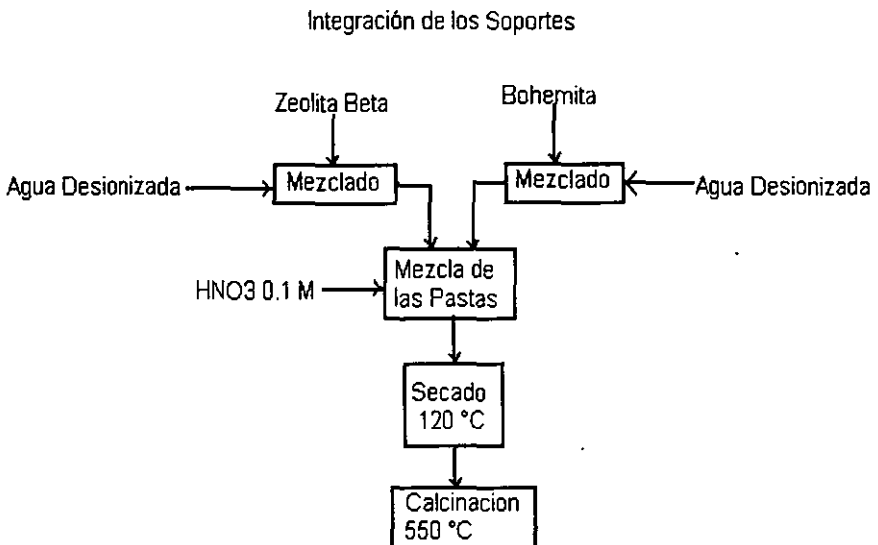 Integración de los Soportes
Zeolita Beta
Bohemita
Agua Desionizada
Mezclado
Mezclado
Agua Desionizada
Mezcla de
las Pastas
HNO3 0.1 M
Secado
120 °C
Calcinacion
550 °C